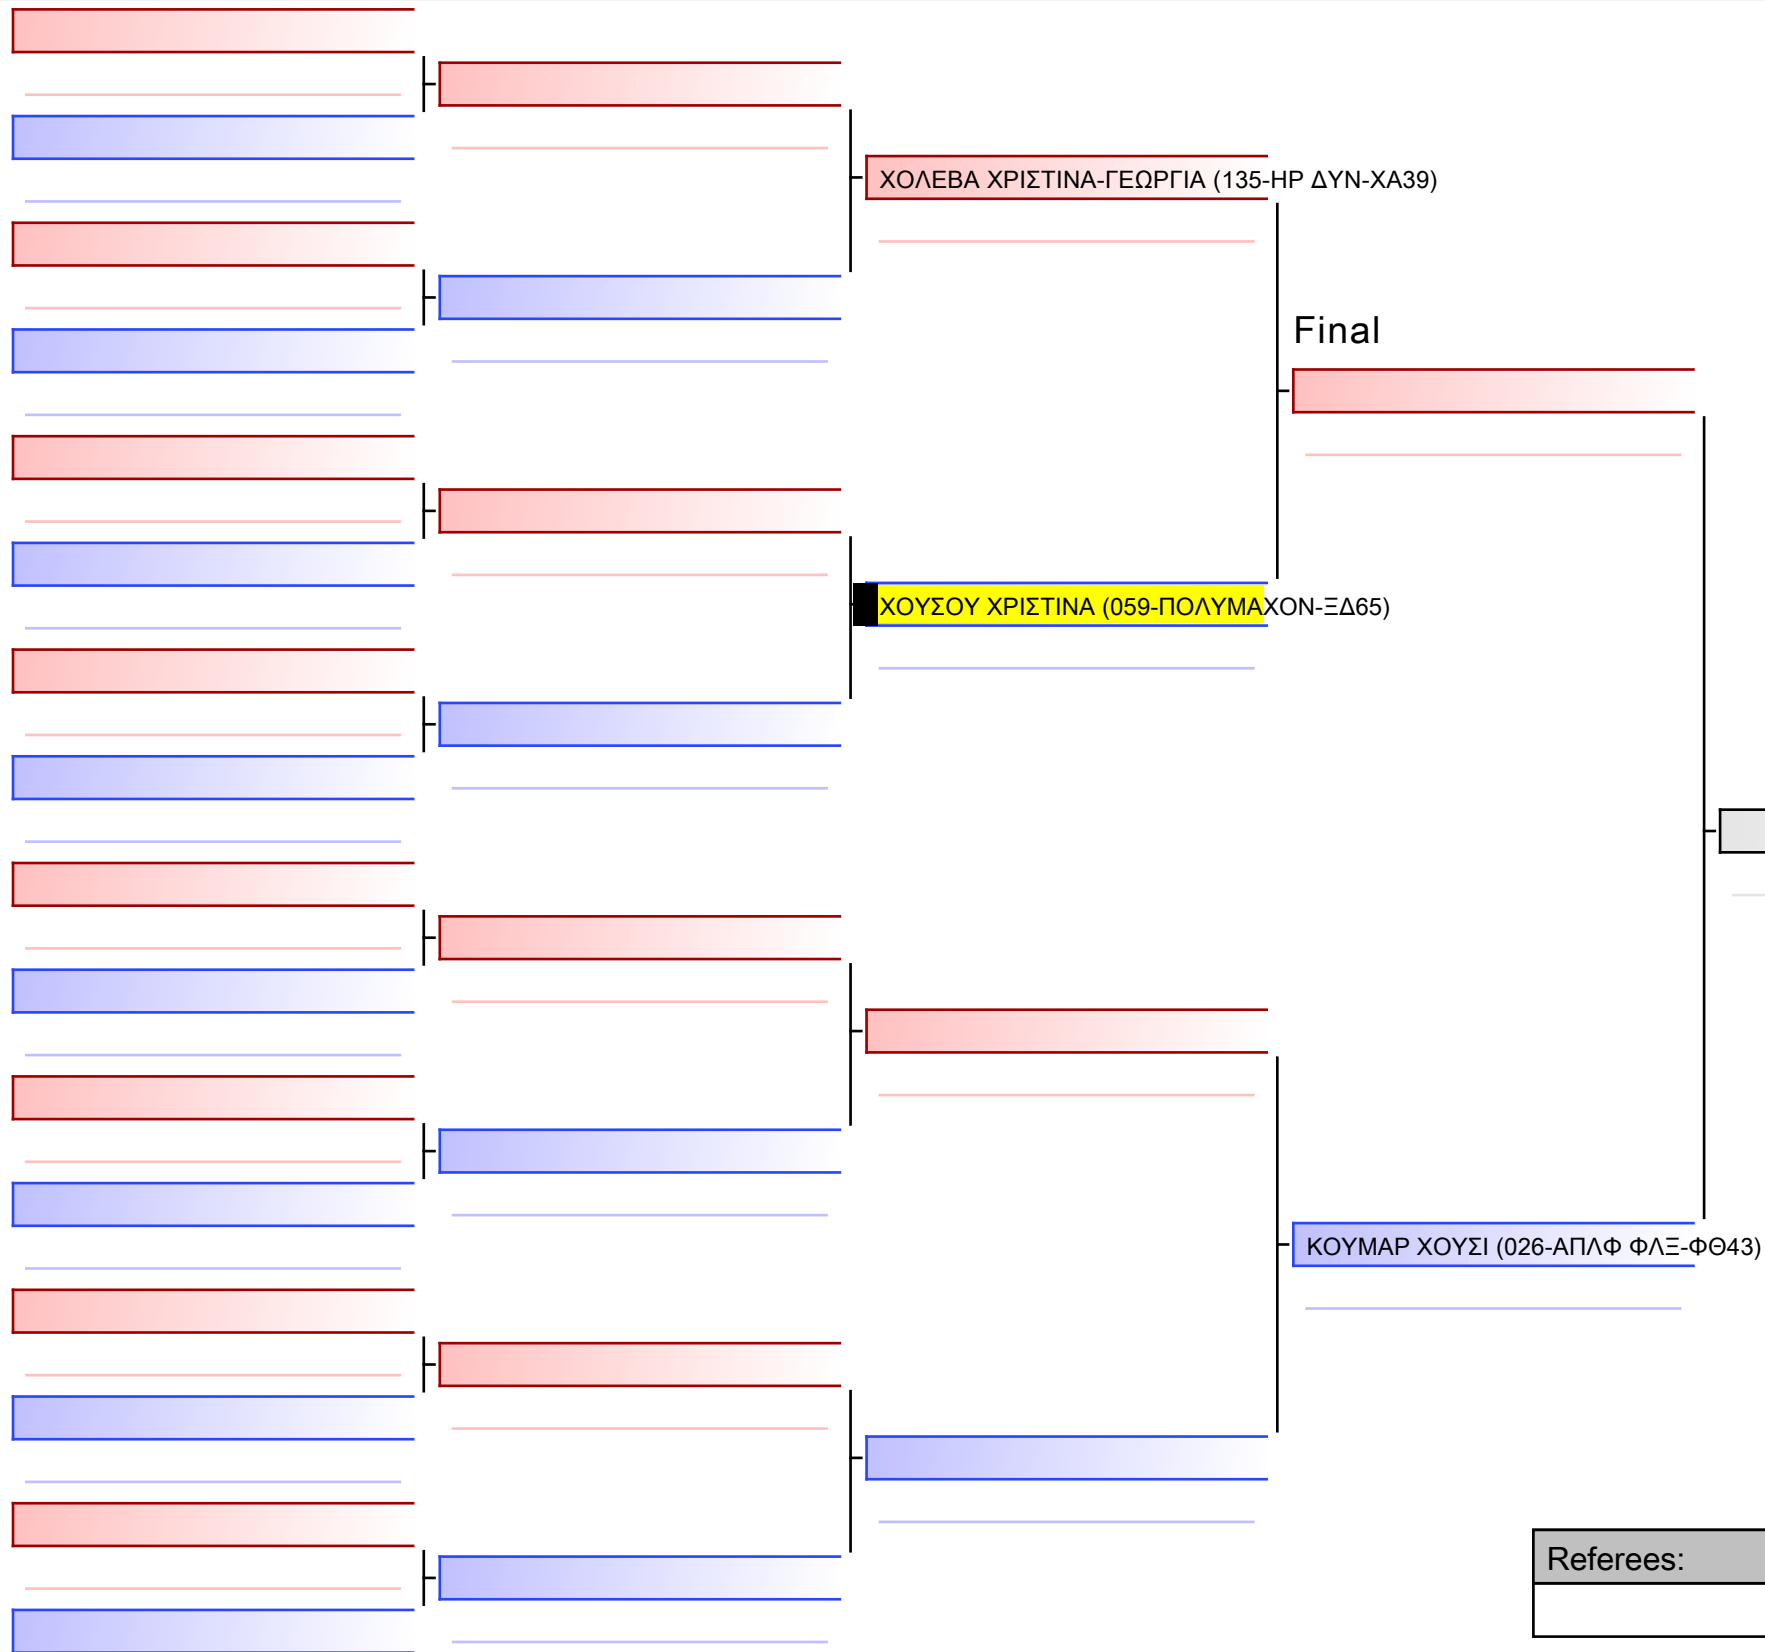 ΧΟΛΕΒΑ ΧΡΙΣΤΙΝΑ-ΓΕΩΡΓΙΑ (135-ΗΡ ΔΥΝ-ΧΑ39)
Final
ΧΟΥΣΟΥ ΧΡΙΣΤΙΝΑ (059-ΠΟΛΥΜΑΧΟΝ-ΞΔ65)
ΚΟΥΜΑΡ ΧΟΥΣΙ (026-ΑΠΛΦ ΦΛΞ-ΦΘ43)
Referees: